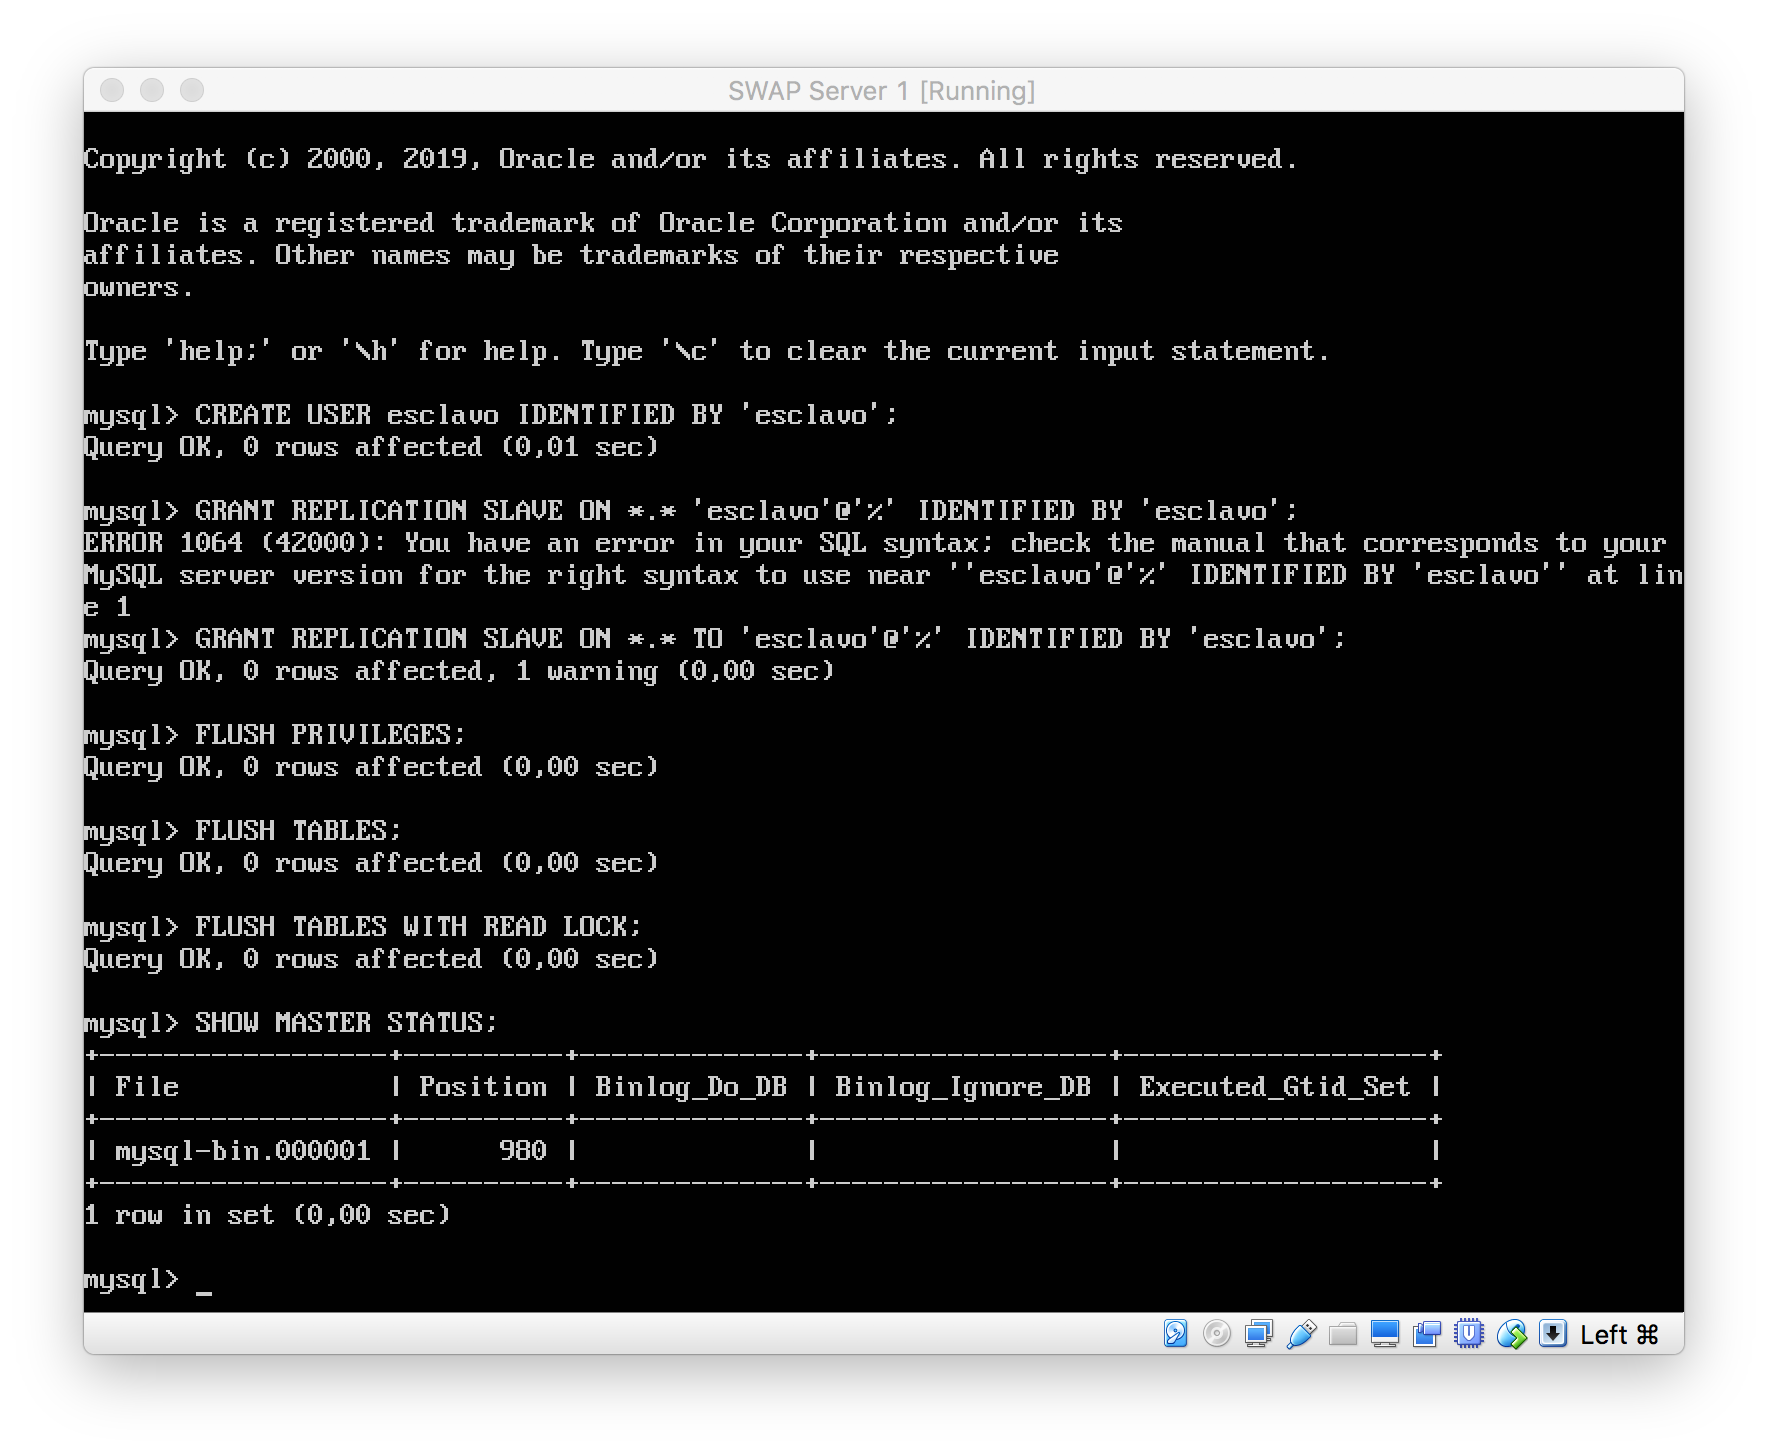 SWAP Server 1 [Running]
Copyright (c) 2000, 2019, Oracle and/or its affiliates. All rights reserved.
Oracle is a registered trademark of Oracle Corporation and/or its
affiliates. Other names may be trademarks of their respective
owners.
Type 'help;' or '\h' for help. Type '\c' to clear the current input statement.
mysql> CREATE USER esclavo IDENTIFIED BY 'esclavo';
Query OK, 0 rows affected (0,01 sec)
mysql> GRANT REPLICATION SLAVE ON *.* 'esclavo'@'%' IDENTIFIED BY 'esclavo';
ERROR 1064 (42000): You have an error in your SQL syntax; check the manual that corresponds to your
MySQL server version for the right syntax to use near ''esclavo'@'%' IDENTIFIED BY 'esclavo'' at lin
e 1
mysql> GRANT REPLICATION SLAVE ON *.* TO 'esclavo'@'%' IDENTIFIED BY 'esclavo';
Query OK, 0 rows affected, 1 warning (0,00 sec)
mysql> FLUSH PRIVILEGES;
Query OK, 0 rows affected (0,00 sec)
mysql> FLUSH TABLES;
Query OK, 0 rows affected (0,00 sec)
mysql> FLUSH TABLES WITH READ LOCK;
Query OK, 0 rows affected (0,00 sec)
mysql> SHOW MASTER STATUS;
+------------------+----------+--------------+------------------+-------------------+
| File             | Position | Binlog_Do_DB | Binlog_Ignore_DB | Executed_Gtid_Set |
+------------------+----------+--------------+------------------+-------------------+
| mysql-bin.000001 |      980 |              |                  |                   |
+------------------+----------+--------------+------------------+-------------------+
1 row in set (0,00 sec)
mysql> _
Left ⌘